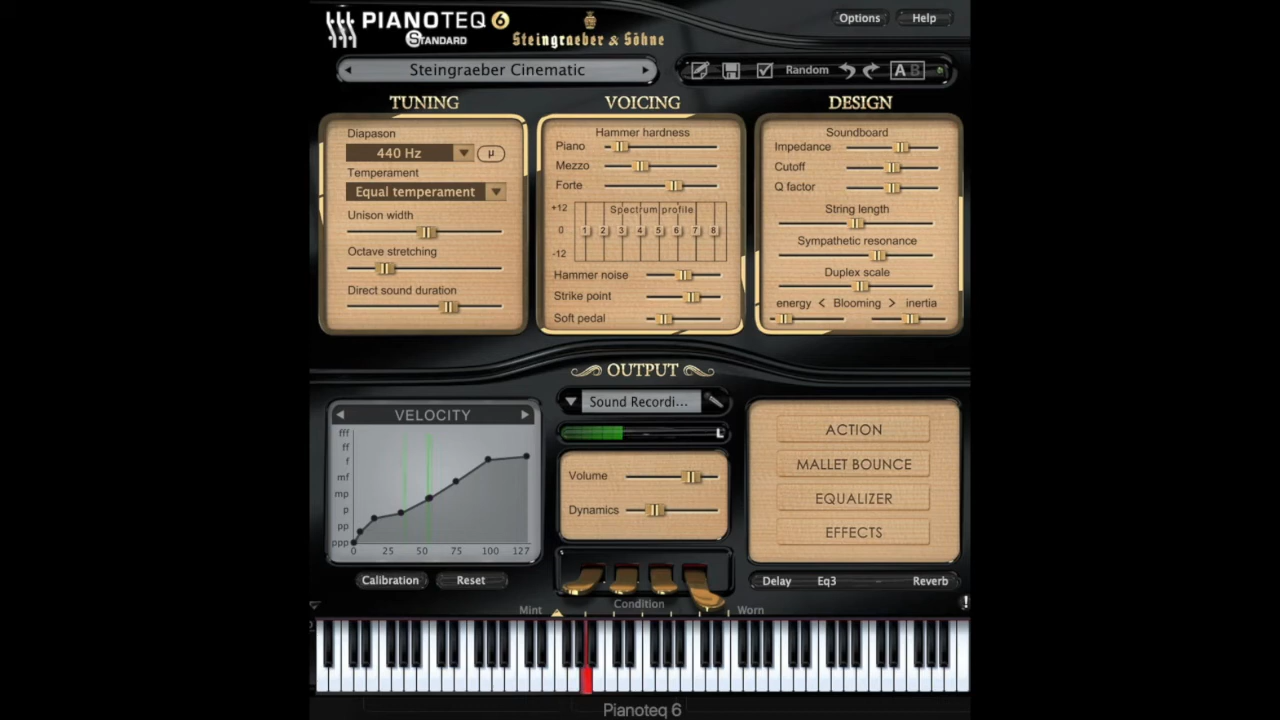 PIANOTEQ 6
STANDARD
Steingraeber & Söhne
Options
Help
Steingraeber Cinematic
Random
A B
TUNING
Diapason
440 Hz
μ
Temperament
Equal temperament
Unison width
Octave stretching
Direct sound duration
VOICING
Hammer hardness
Piano
Mezzo
Forte
Spectrum profile
+12
0
-12
1 2 3 4 5 6 7 8
Hammer noise
Strike point
Soft pedal
DESIGN
Soundboard
Impedance
Cutoff
Q factor
String length
Sympathetic resonance
Duplex scale
energy < Blooming > inertia
OUTPUT
VELOCITY
fff
ff
f
mf
mp
p
pp
ppp
0 25 50 75 100 127
Calibration
Reset
Sound Recordi...
L
Volume
Dynamics
ACTION
MALLET BOUNCE
EQUALIZER
EFFECTS
Delay
Eq3
-
Reverb
Mint
Condition
Worn
!
Pianoteq 6